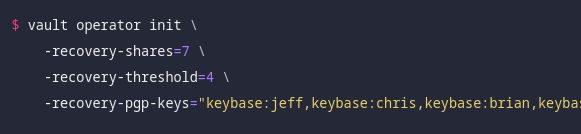 $ vault operator init \
-recovery-shares=7 \
-recovery-threshold=4 \
-recovery-pgp-keys="keybase:jeff,keybase:chris,keybase:brian,keybas